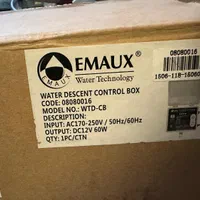 EMAUX
Water Technology
08080016
WATER DESCENT CONTROL BOX
CODE: 08080016
MODEL NO.: WTD-CB
DESCRIPTION:
INPUT: AC170-250V / 50Hz/60Hz
OUTPUT: DC12V 60W
QTY: 1PC/CTN